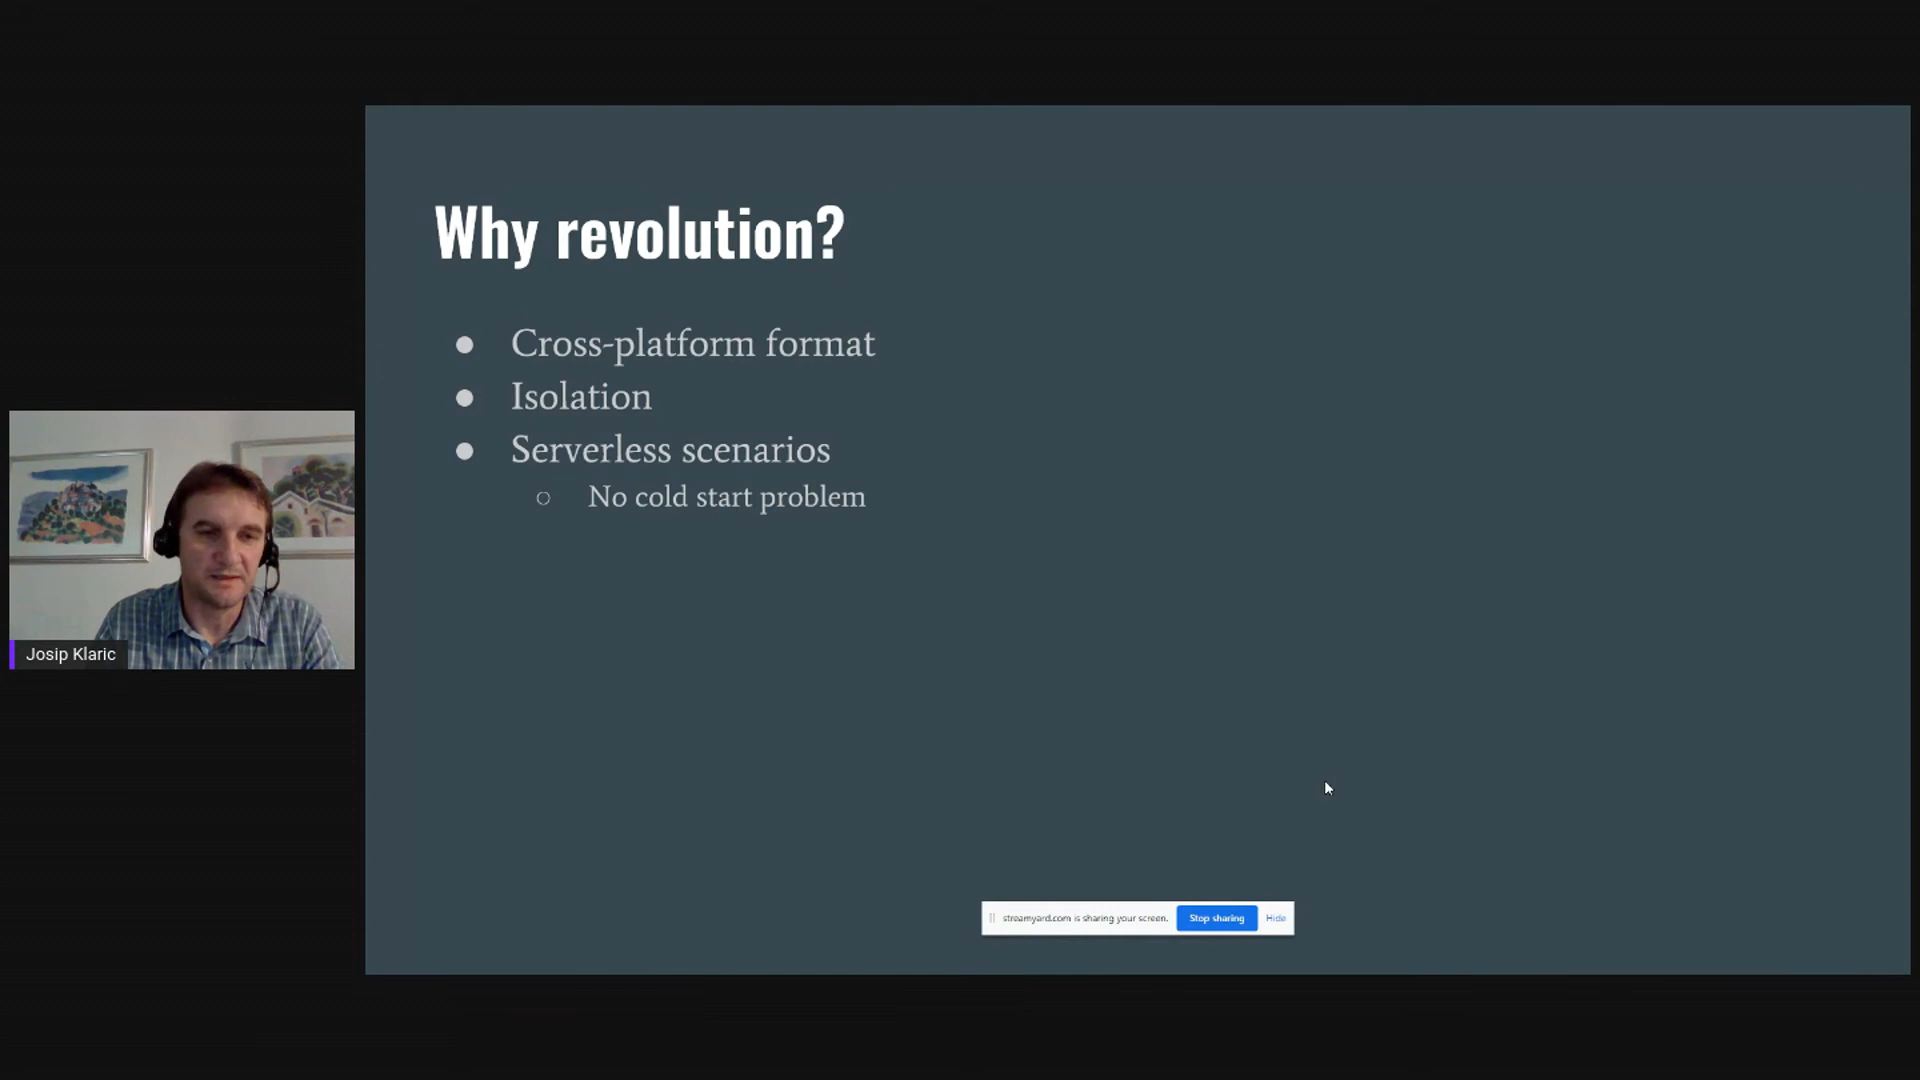 Why revolution?
Cross-platform format
Isolation
Serverless scenarios
No cold start problem
Josip Klaric
streamyard.com is sharing your screen. Stop sharing Hide